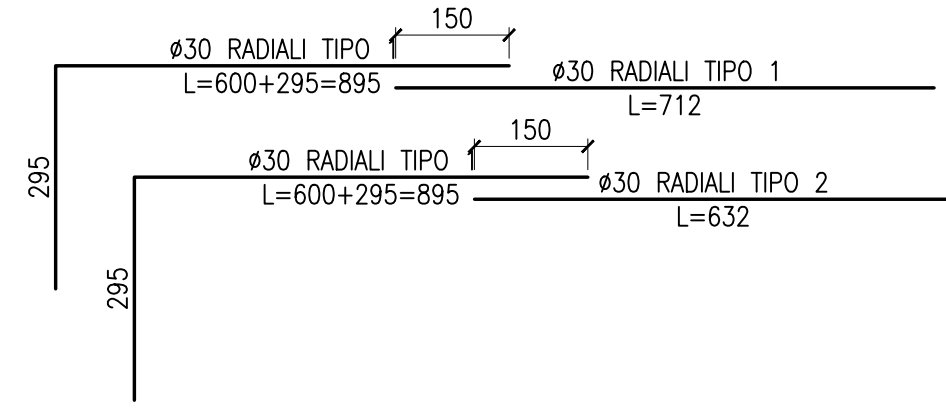 150
ø30 RADIALI TIPO 1
L=600+295=895
ø30 RADIALI TIPO 1
L=712
295
150
ø30 RADIALI TIPO 1
L=600+295=895
ø30 RADIALI TIPO 2
L=632
295